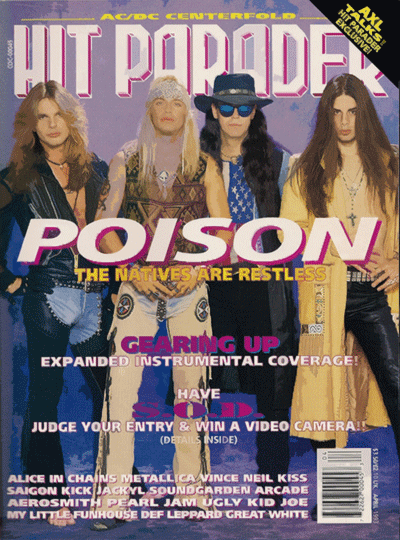 AC/DC CENTERFOLD
AXL
TALKS!
HIT PARADER
EXCLUSIVE!
HIT PARADER
POISON
THE NATIVES ARE RESTLESS
GEARING UP
EXPANDED INSTRUMENTAL COVERAGE!
HAVE
S.O.D.
JUDGE YOUR ENTRY & WIN A VIDEO CAMERA!!
(DETAILS INSIDE)
ALICE IN CHAINS METALLICA VINCE NEIL KISS
SAIGON KICK JACKYL SOUNDGARDEN ARCADE
AEROSMITH PEARL JAM UGLY KID JOE
MY LITTLE FUNHOUSE DEF LEPPARD GREAT WHITE